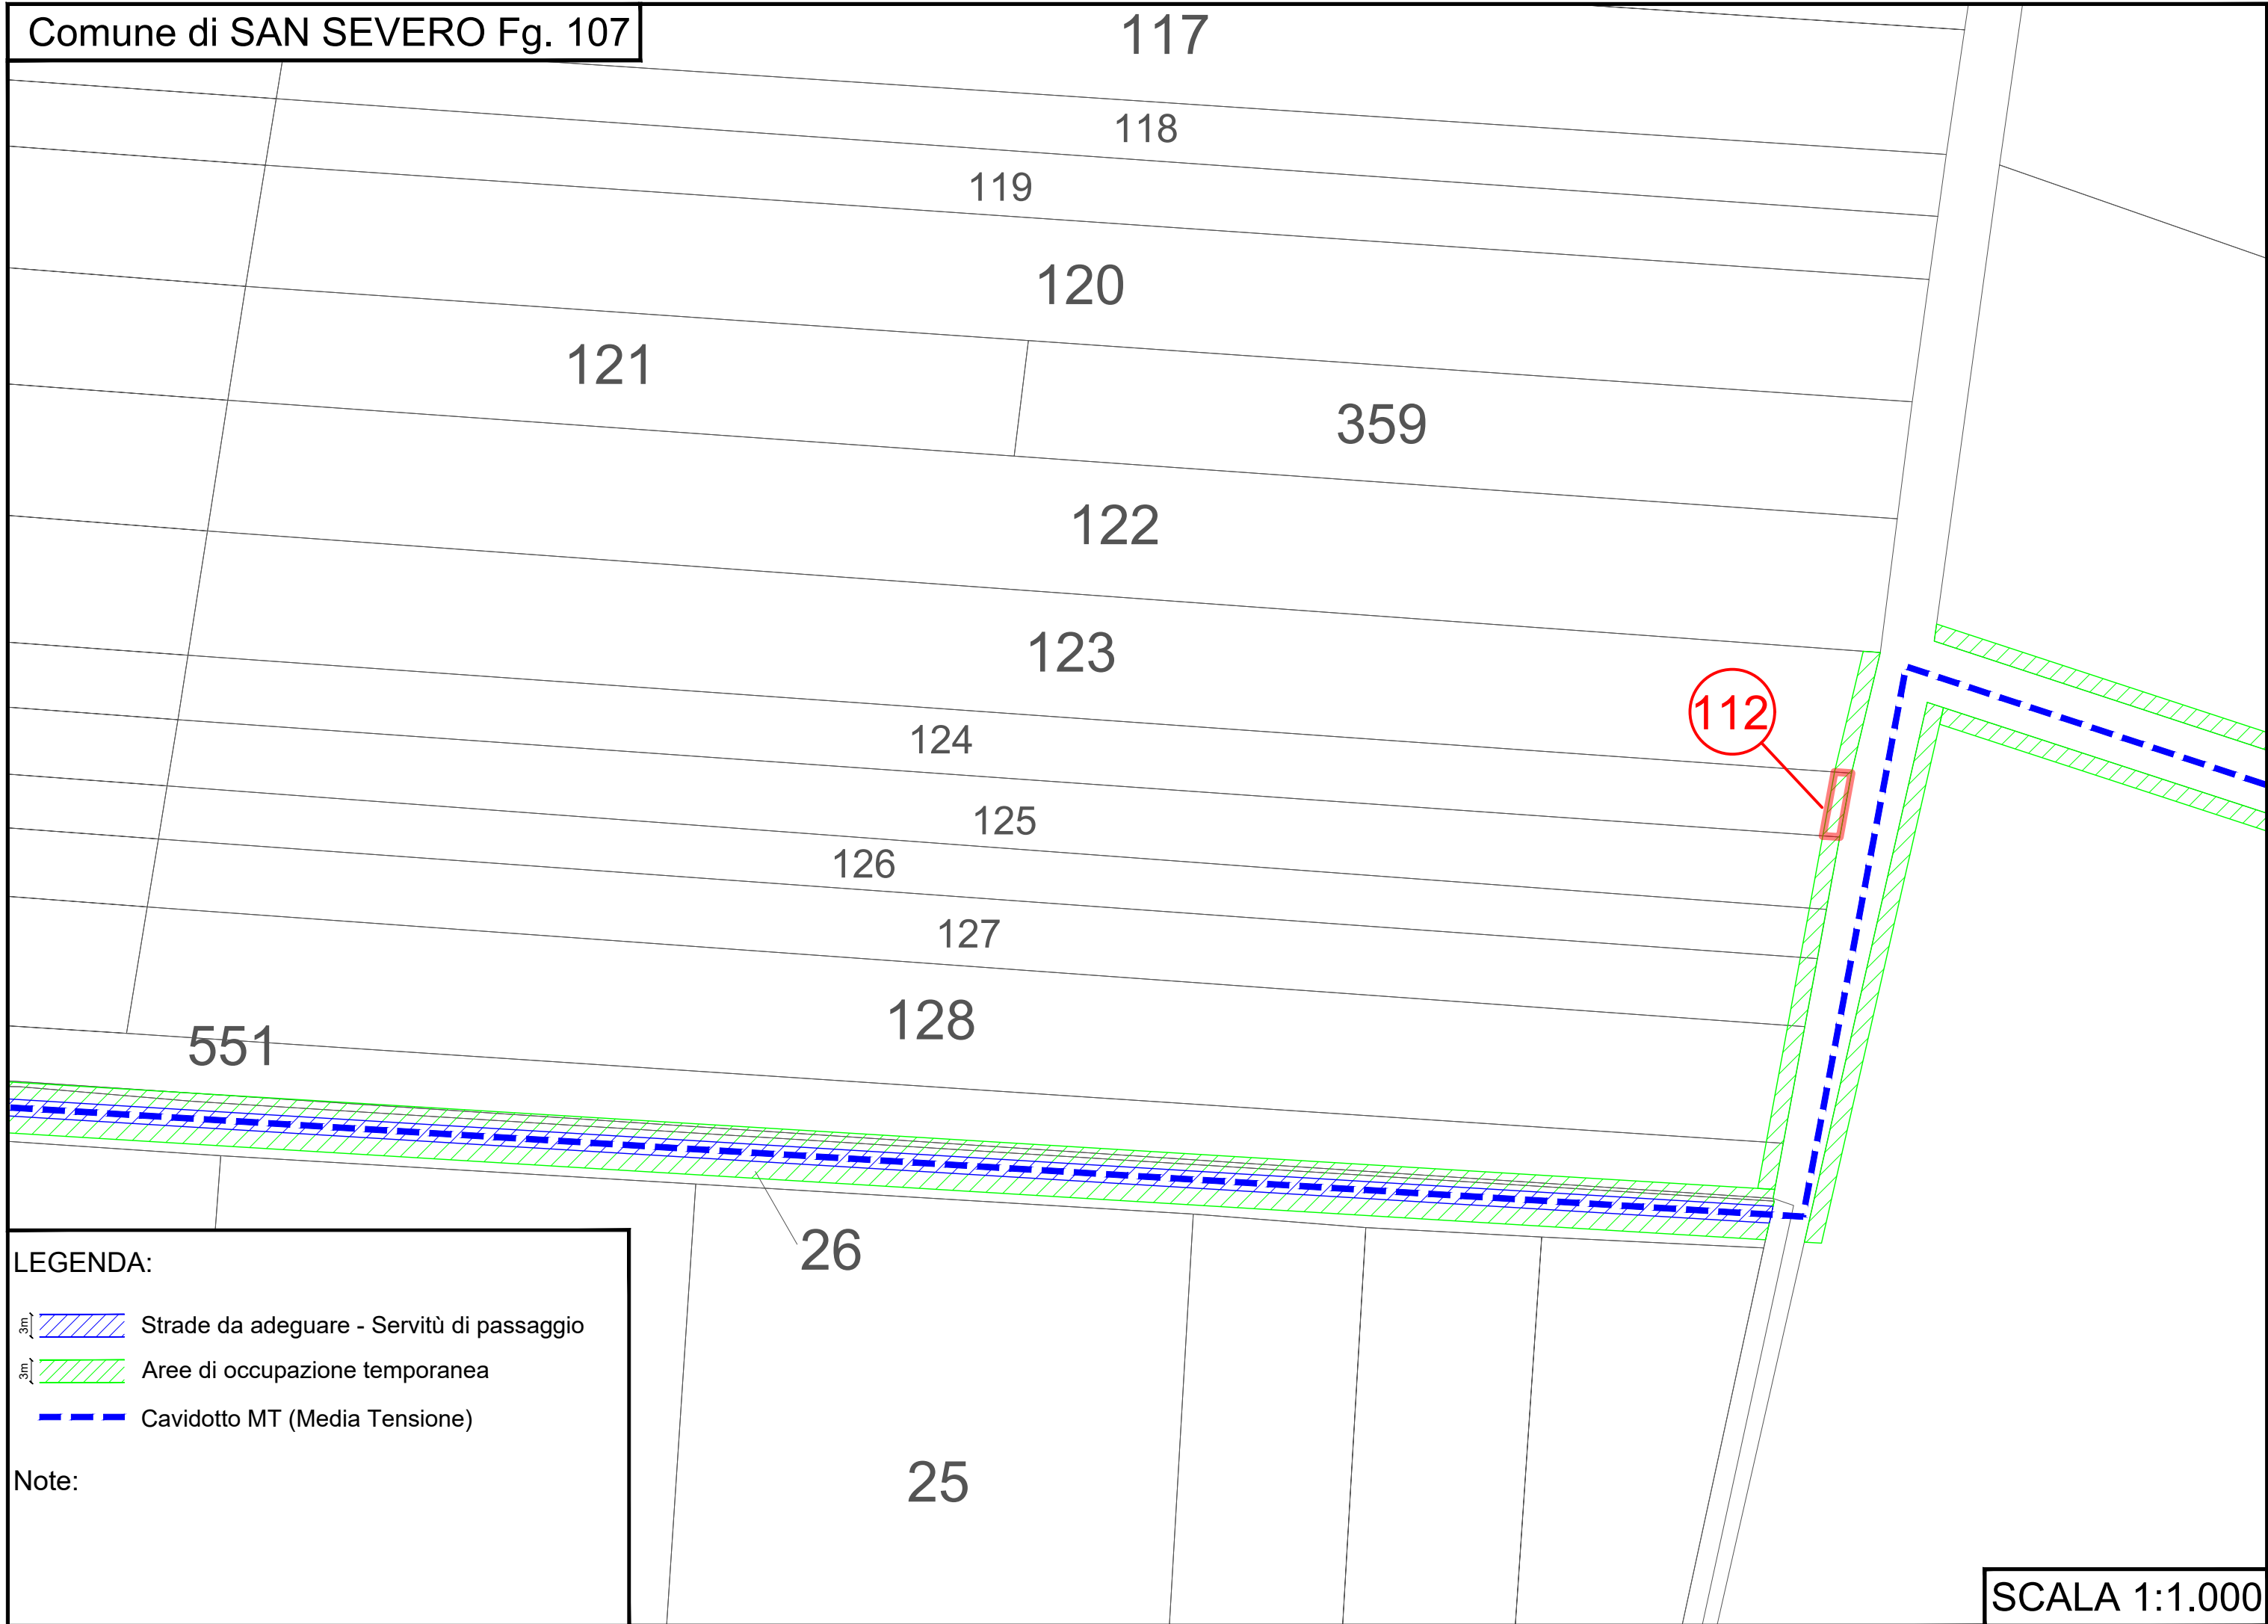 Comune di SAN SEVERO Fg. 107
117
118
119
120
121
359
122
123
112
124
125
126
127
128
551
26
25
LEGENDA:
3m Strade da adeguare - Servitù di passaggio
3m Aree di occupazione temporanea
Cavidotto MT (Media Tensione)
Note:
SCALA 1:1.000